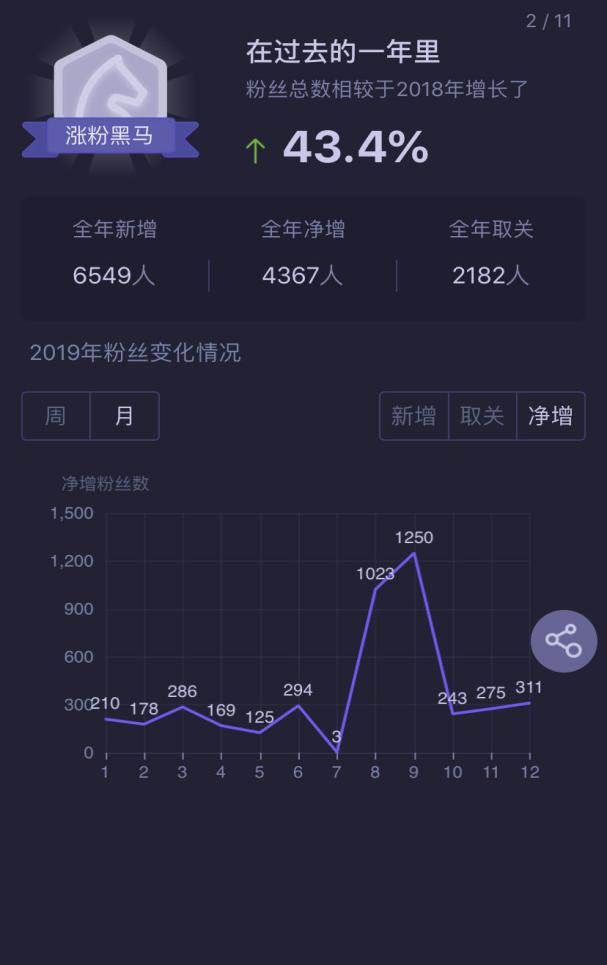 2 / 11
在过去的一年里
粉丝总数相较于2018年增长了
↑ 43.4%
涨粉黑马
全年新增 全年净增 全年取关
6549人 4367人 2182人
2019年粉丝变化情况
周 月 新增 取关 净增
净增粉丝数
1,500
1,200
900
600
300
0
1250
1023
210 178 286 169 125 294 3 243 275 311
1 2 3 4 5 6 7 8 9 10 11 12